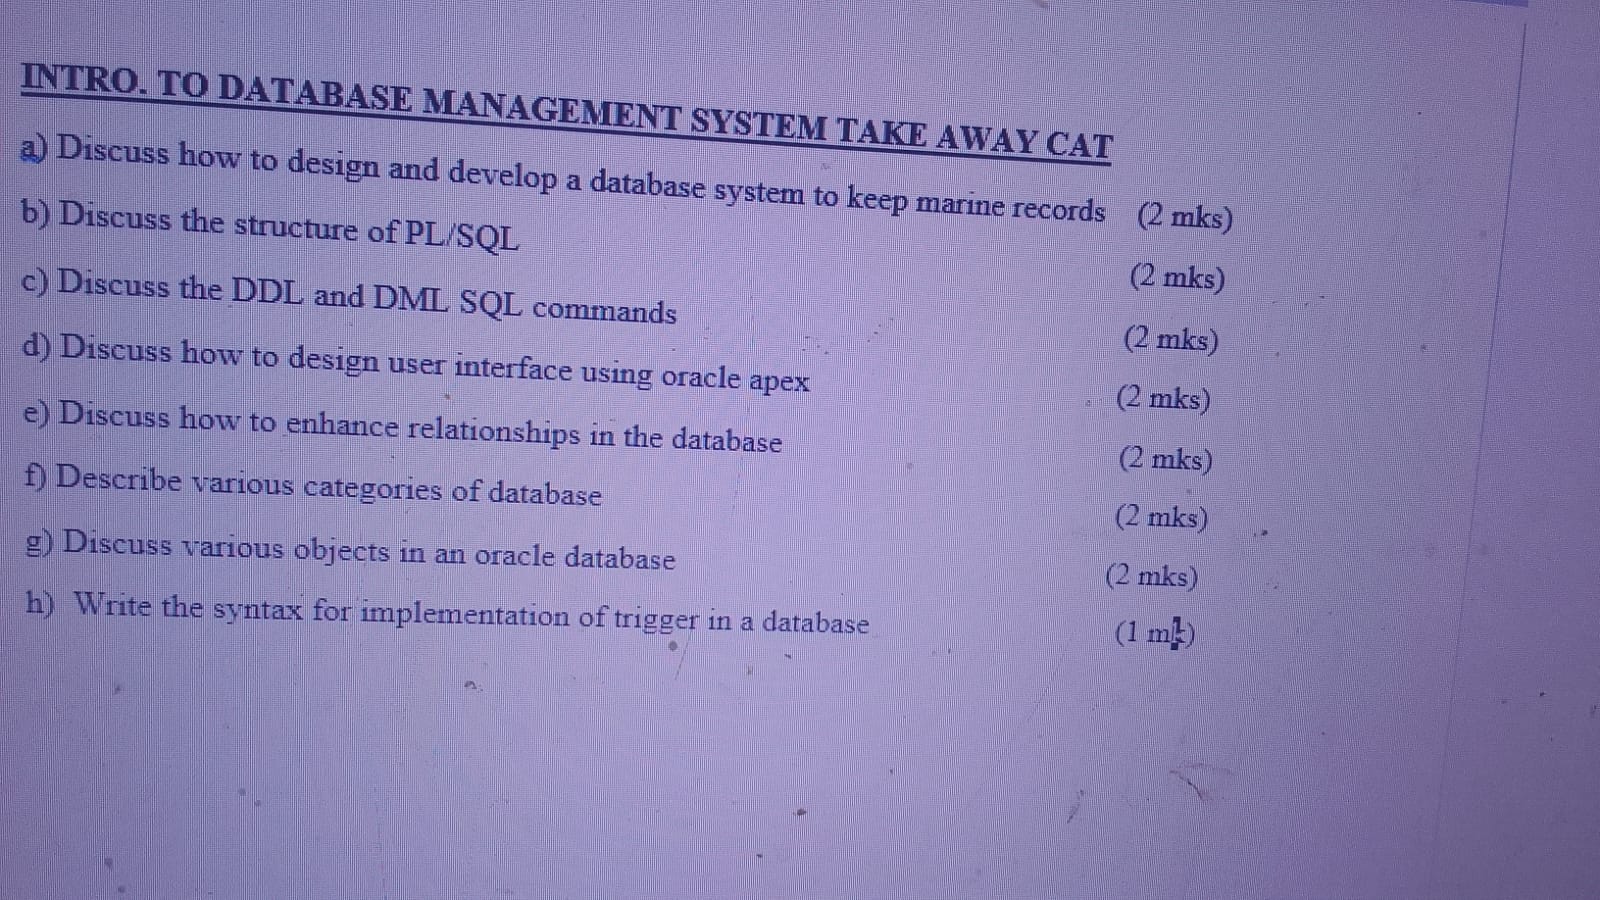 INTRO. TO DATABASE MANAGEMENT SYSTEM TAKE AWAY CAT
a) Discuss how to design and develop a database system to keep marine records (2 mks)
b) Discuss the structure of PL/SQL (2 mks)
c) Discuss the DDL and DML SQL commands (2 mks)
d) Discuss how to design user interface using oracle apex (2 mks)
e) Discuss how to enhance relationships in the database (2 mks)
f) Describe various categories of database (2 mks)
g) Discuss various objects in an oracle database (2 mks)
h) Write the syntax for implementation of trigger in a database (1 mk)